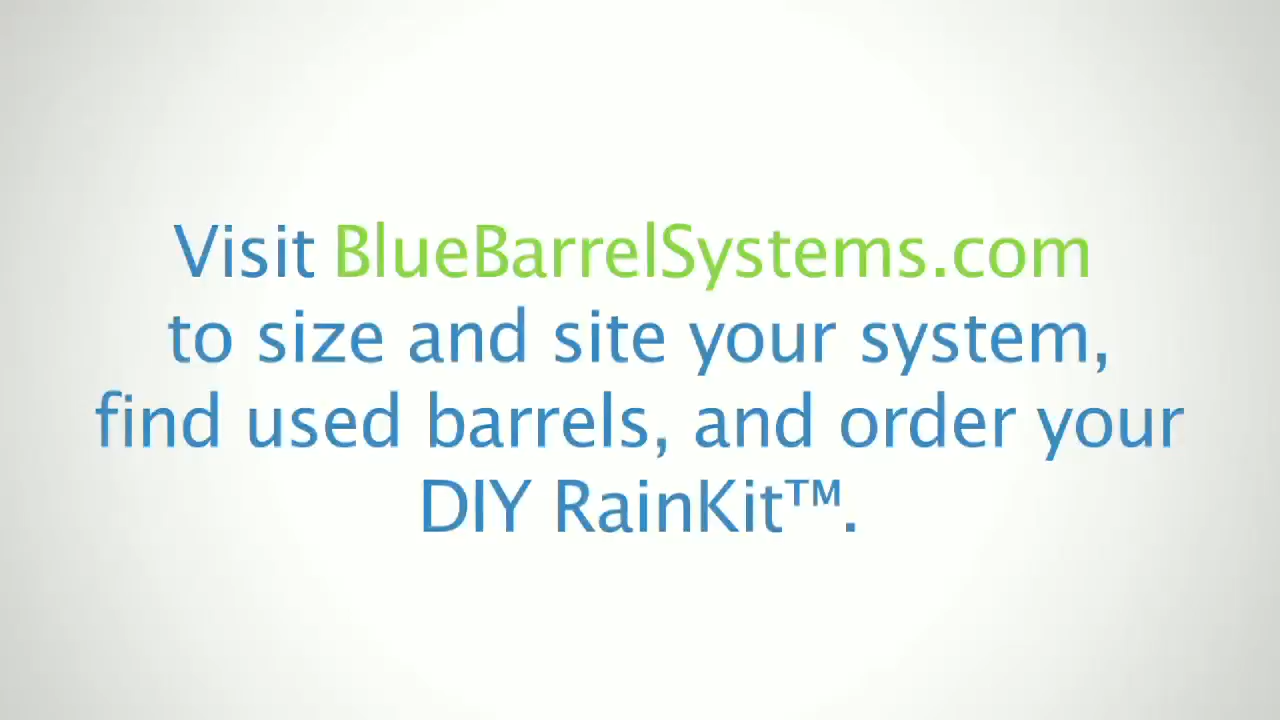 Visit BlueBarrelSystems.com
to size and site your system,
find used barrels, and order your
DIY RainKit™.